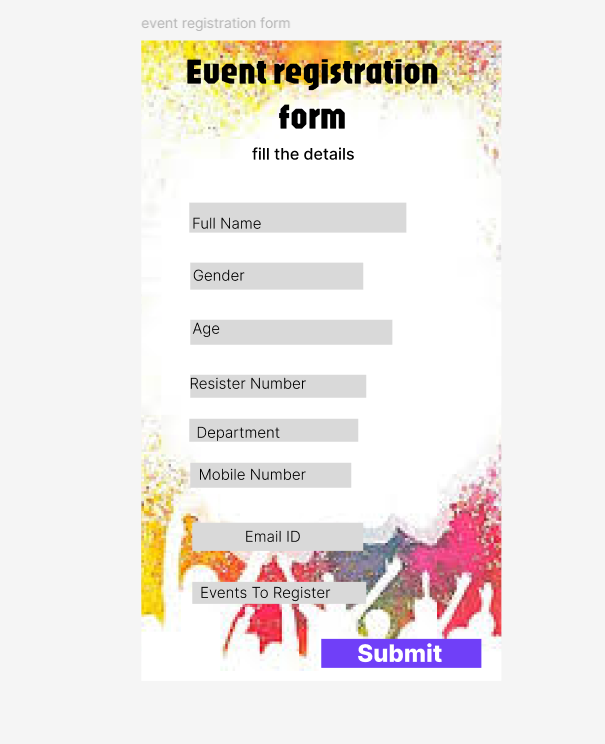 event registration form
Event registration
form
fill the details
Full Name
Gender
Age
Resister Number
Department
Mobile Number
Email ID
Events To Register
Submit